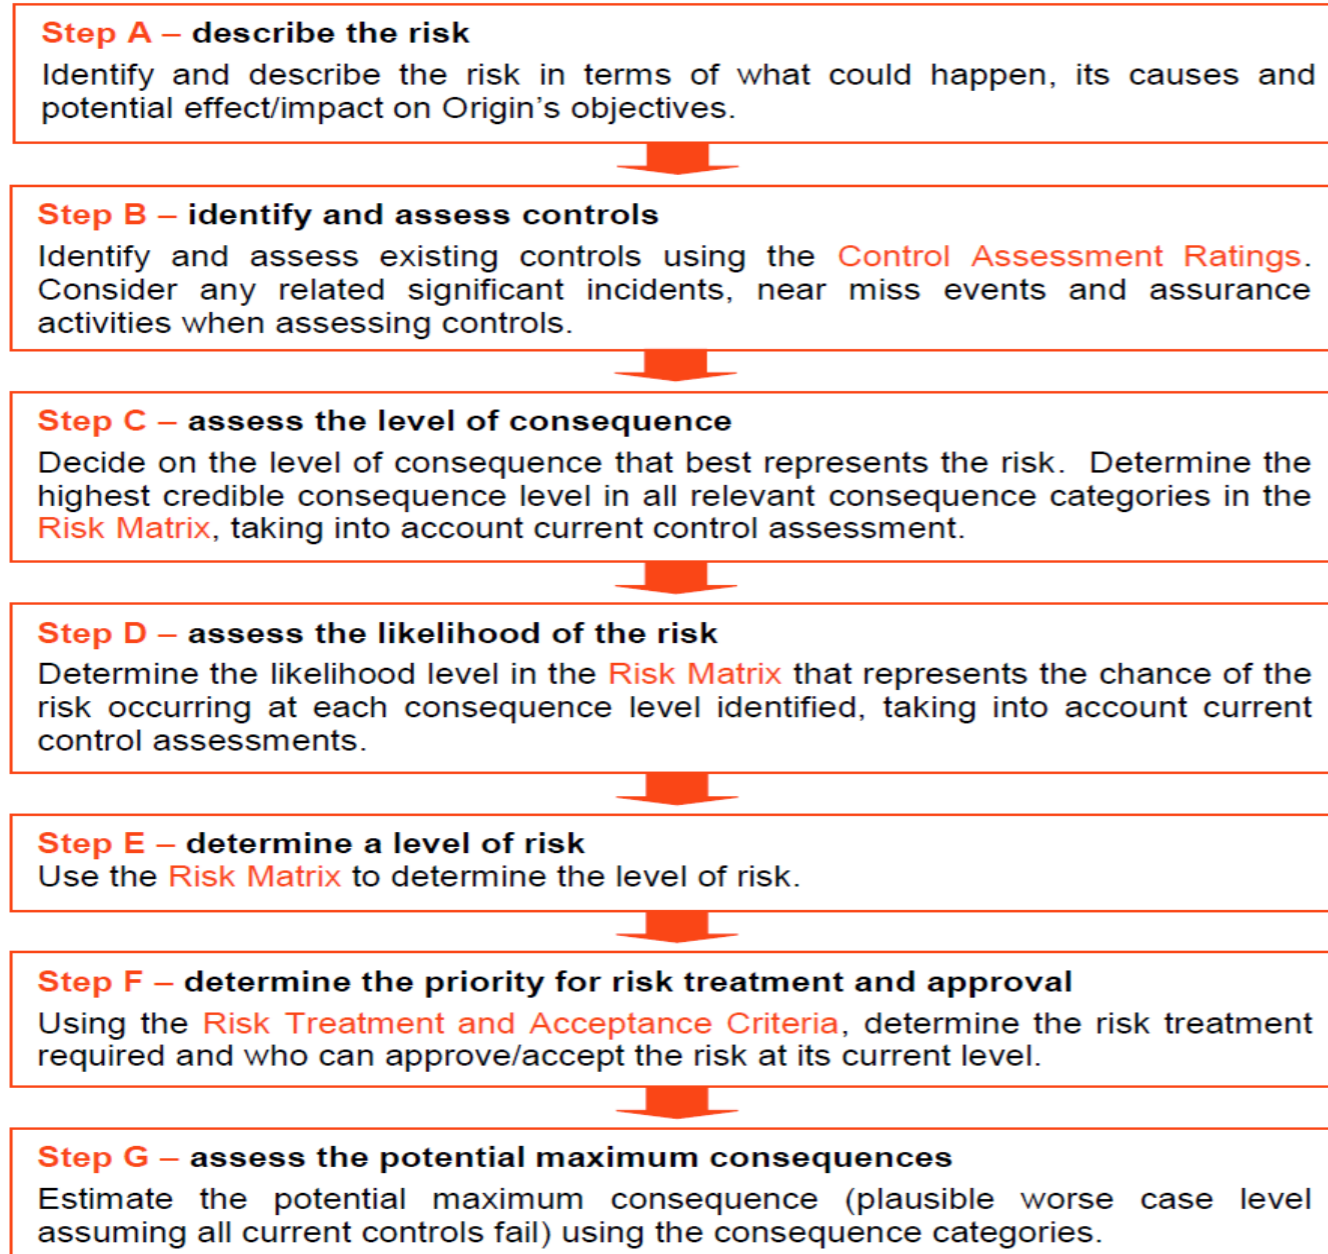 Step A – describe the risk
Identify and describe the risk in terms of what could happen, its causes and
potential effect/impact on Origin's objectives.
Step B – identify and assess controls
Identify and assess existing controls using the Control Assessment Ratings.
Consider any related significant incidents, near miss events and assurance
activities when assessing controls.
Step C – assess the level of consequence
Decide on the level of consequence that best represents the risk. Determine the
highest credible consequence level in all relevant consequence categories in the
Risk Matrix, taking into account current control assessment.
Step D – assess the likelihood of the risk
Determine the likelihood level in the Risk Matrix that represents the chance of the
risk occurring at each consequence level identified, taking into account current
control assessments.
Step E – determine a level of risk
Use the Risk Matrix to determine the level of risk.
Step F – determine the priority for risk treatment and approval
Using the Risk Treatment and Acceptance Criteria, determine the risk treatment
required and who can approve/accept the risk at its current level.
Step G – assess the potential maximum consequences
Estimate the potential maximum consequence (plausible worse case level
assuming all current controls fail) using the consequence categories.